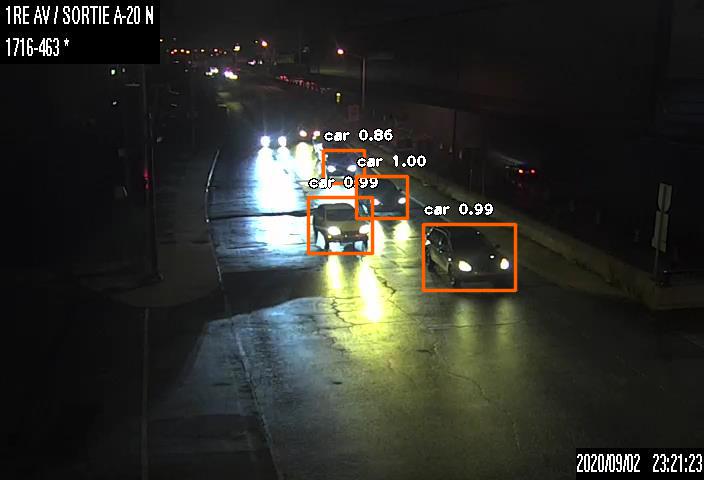 1RE AV / SORTIE A-20 N
1716-463 *
car 0.86
car 1.00
car 0.99
car 0.99
2020/09/02 23:21:23